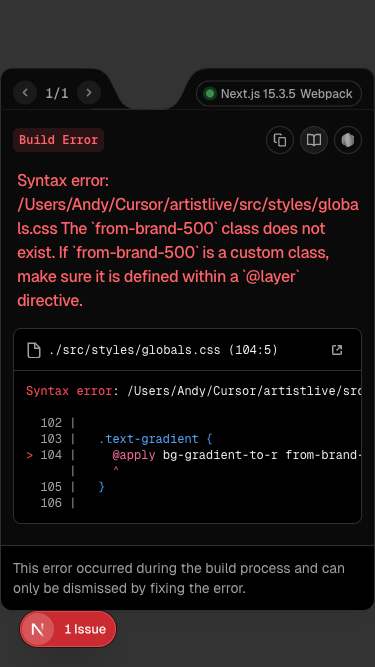 1/1
Next.js 15.3.5 Webpack
Build Error
Syntax error:
/Users/Andy/Cursor/artistlive/src/styles/globa
ls.css The `from-brand-500` class does not
exist. If `from-brand-500` is a custom class,
make sure it is defined within a `@layer`
directive.
./src/styles/globals.css (104:5)
Syntax error: /Users/Andy/Cursor/artistlive/src
102 |
103 | .text-gradient {
> 104 | @apply bg-gradient-to-r from-brand-
| ^
105 | }
106 |
This error occurred during the build process and can
only be dismissed by fixing the error.
N 1 Issue